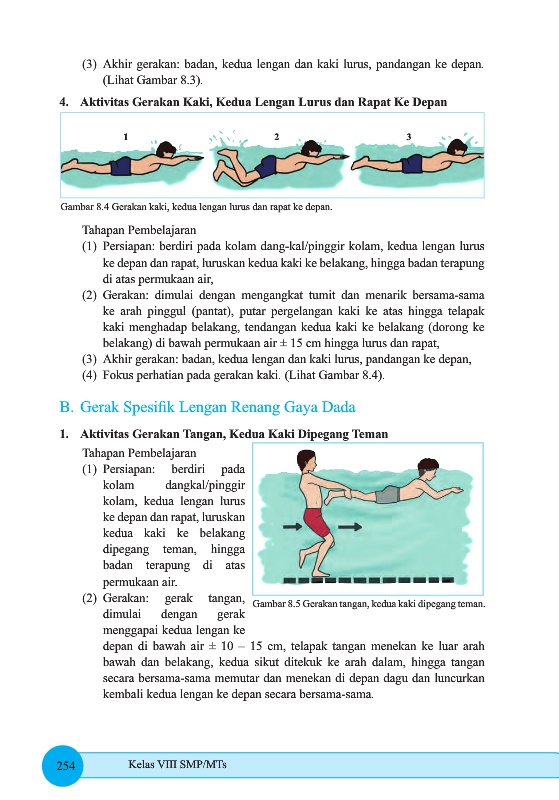 (3) Akhir gerakan: badan, kedua lengan dan kaki lurus, pandangan ke depan.
(Lihat Gambar 8.3).
4. Aktivitas Gerakan Kaki, Kedua Lengan Lurus dan Rapat Ke Depan
1 2 3
Gambar 8.4 Gerakan kaki, kedua lengan lurus dan rapat ke depan.
Tahapan Pembelajaran
(1) Persiapan: berdiri pada kolam dang-kal/pinggir kolam, kedua lengan lurus
ke depan dan rapat, luruskan kedua kaki ke belakang, hingga badan terapung
di atas permukaan air,
(2) Gerakan: dimulai dengan mengangkat tumit dan menarik bersama-sama
ke arah pinggul (pantat), putar pergelangan kaki ke atas hingga telapak
kaki menghadap belakang, tendangan kedua kaki ke belakang (dorong ke
belakang) di bawah permukaan air ± 15 cm hingga lurus dan rapat,
(3) Akhir gerakan: badan, kedua lengan dan kaki lurus, pandangan ke depan,
(4) Fokus perhatian pada gerakan kaki. (Lihat Gambar 8.4).
B. Gerak Spesifik Lengan Renang Gaya Dada
1. Aktivitas Gerakan Tangan, Kedua Kaki Dipegang Teman
Tahapan Pembelajaran
(1) Persiapan: berdiri pada
kolam dangkal/pinggir
kolam, kedua lengan lurus
ke depan dan rapat, luruskan
kedua kaki ke belakang
dipegang teman, hingga
badan terapung di atas
permukaan air.
(2) Gerakan: gerak tangan,
dimulai dengan gerak
menggapai kedua lengan ke
Gambar 8.5 Gerakan tangan, kedua kaki dipegang teman.
depan di bawah air ± 10 – 15 cm, telapak tangan menekan ke luar arah
bawah dan belakang, kedua sikut ditekuk ke arah dalam, hingga tangan
secara bersama-sama memutar dan menekan di depan dagu dan luncurkan
kembali kedua lengan ke depan secara bersama-sama.
254 Kelas VIII SMP/MTs